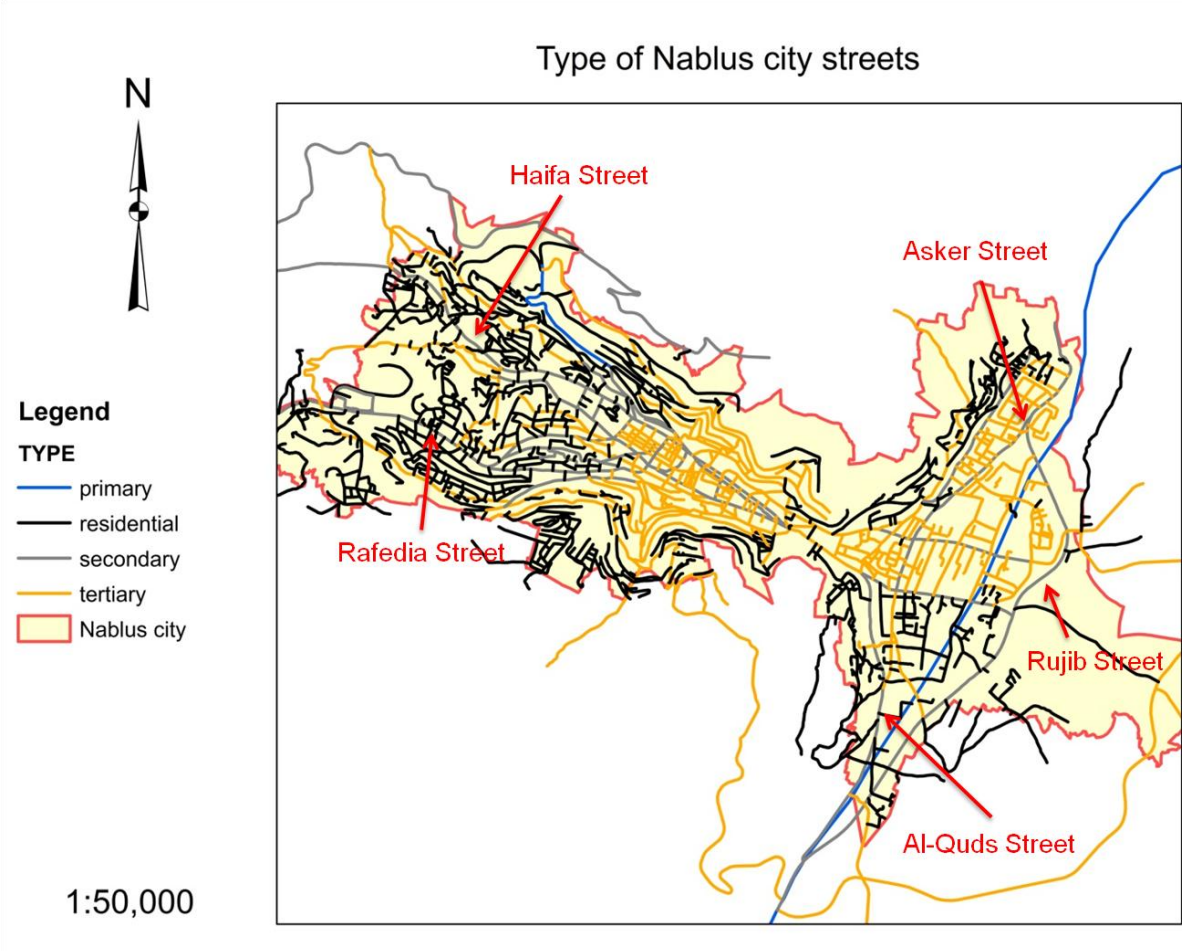 Type of Nablus city streets
N
Haifa Street
Asker Street
Legend
TYPE
primary
residential
secondary
tertiary
Nablus city
Rafedia Street
Rujib Street
Al-Quds Street
1:50,000